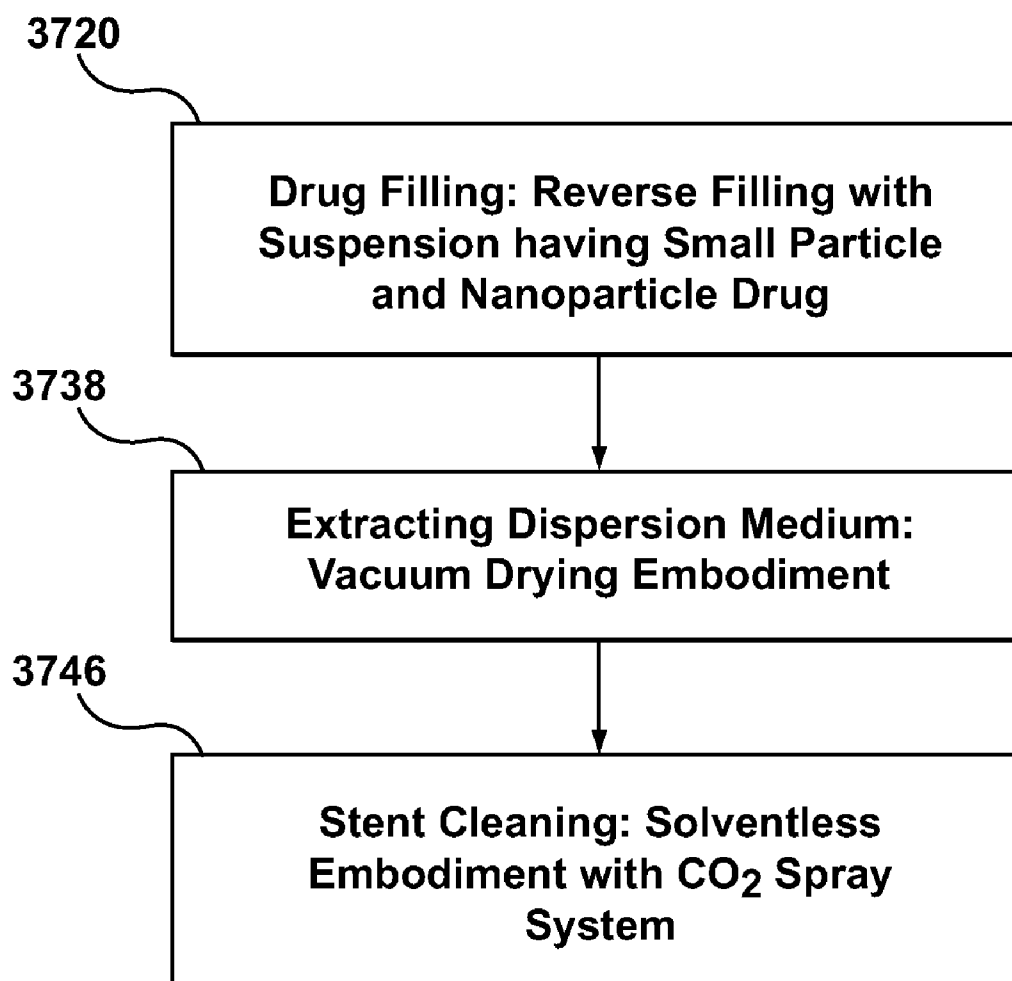 3720
Drug Filling: Reverse Filling with
Suspension having Small Particle
and Nanoparticle Drug
3738
Extracting Dispersion Medium:
Vacuum Drying Embodiment
3746
Stent Cleaning: Solventless
Embodiment with CO₂ Spray
System